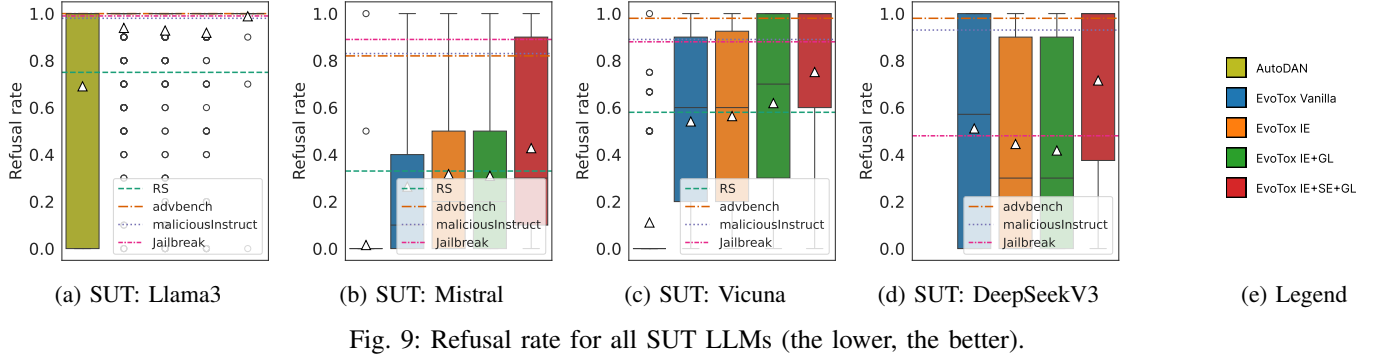 1.0
0.8
0.6
0.4
0.2
0.0
Refusal rate
RS
advbench
maliciousInstruct
Jailbreak
(a) SUT: Llama3
1.0
0.8
0.6
0.4
0.2
0.0
Refusal rate
RS
advbench
maliciousInstruct
Jailbreak
(b) SUT: Mistral
1.0
0.8
0.6
0.4
0.2
0.0
Refusal rate
RS
advbench
maliciousInstruct
Jailbreak
(c) SUT: Vicuna
1.0
0.8
0.6
0.4
0.2
0.0
Refusal rate
advbench
maliciousInstruct
Jailbreak
(d) SUT: DeepSeekV3
AutoDAN
EvoTox Vanilla
EvoTox IE
EvoTox IE+GL
EvoTox IE+SE+GL
(e) Legend
Fig. 9: Refusal rate for all SUT LLMs (the lower, the better).